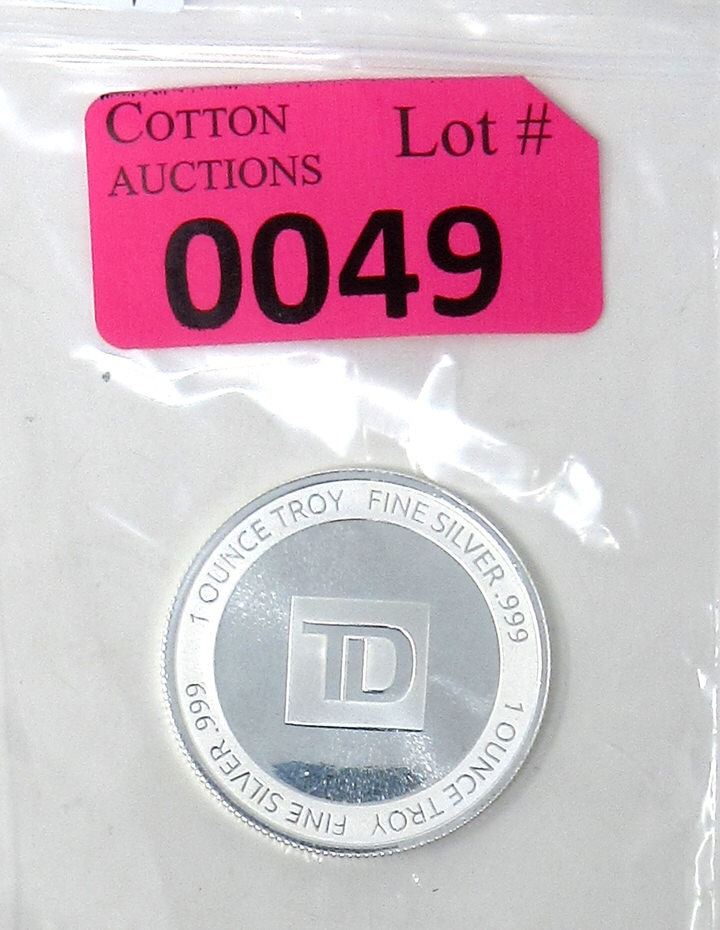 COTTON
AUCTIONS
Lot #
0049
1 OUNCE TROY FINE SILVER .999
1 OUNCE TROY FINE SILVER .999
TD